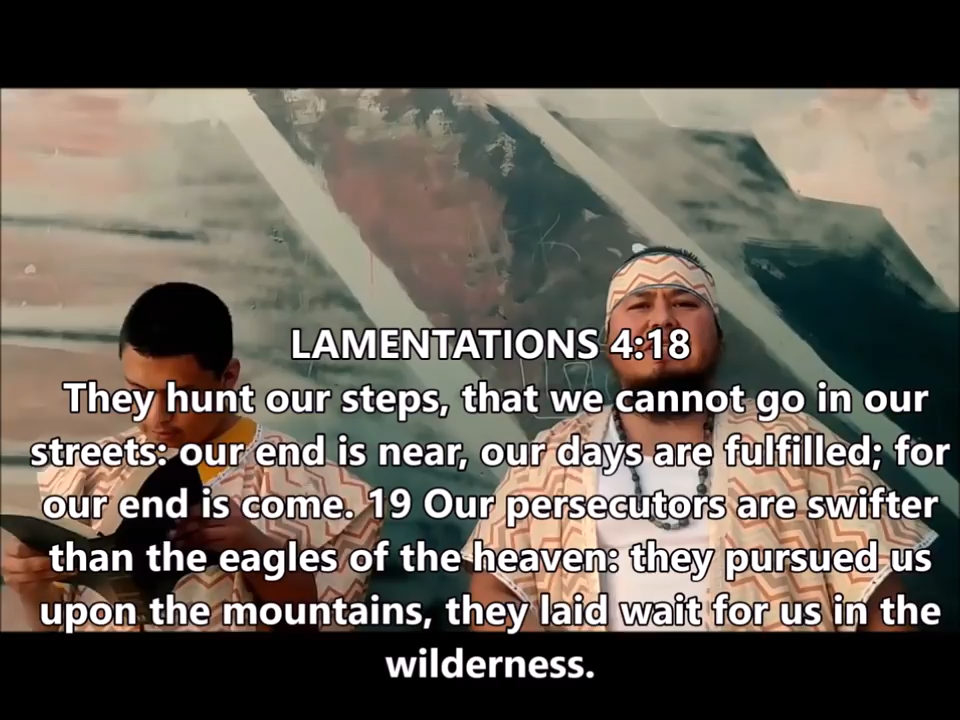 LAMENTATIONS 4:18
They hunt our steps, that we cannot go in our
streets: our end is near, our days are fulfilled; for
our end is come. 19 Our persecutors are swifter
than the eagles of the heaven: they pursued us
upon the mountains, they laid wait for us in the
wilderness.